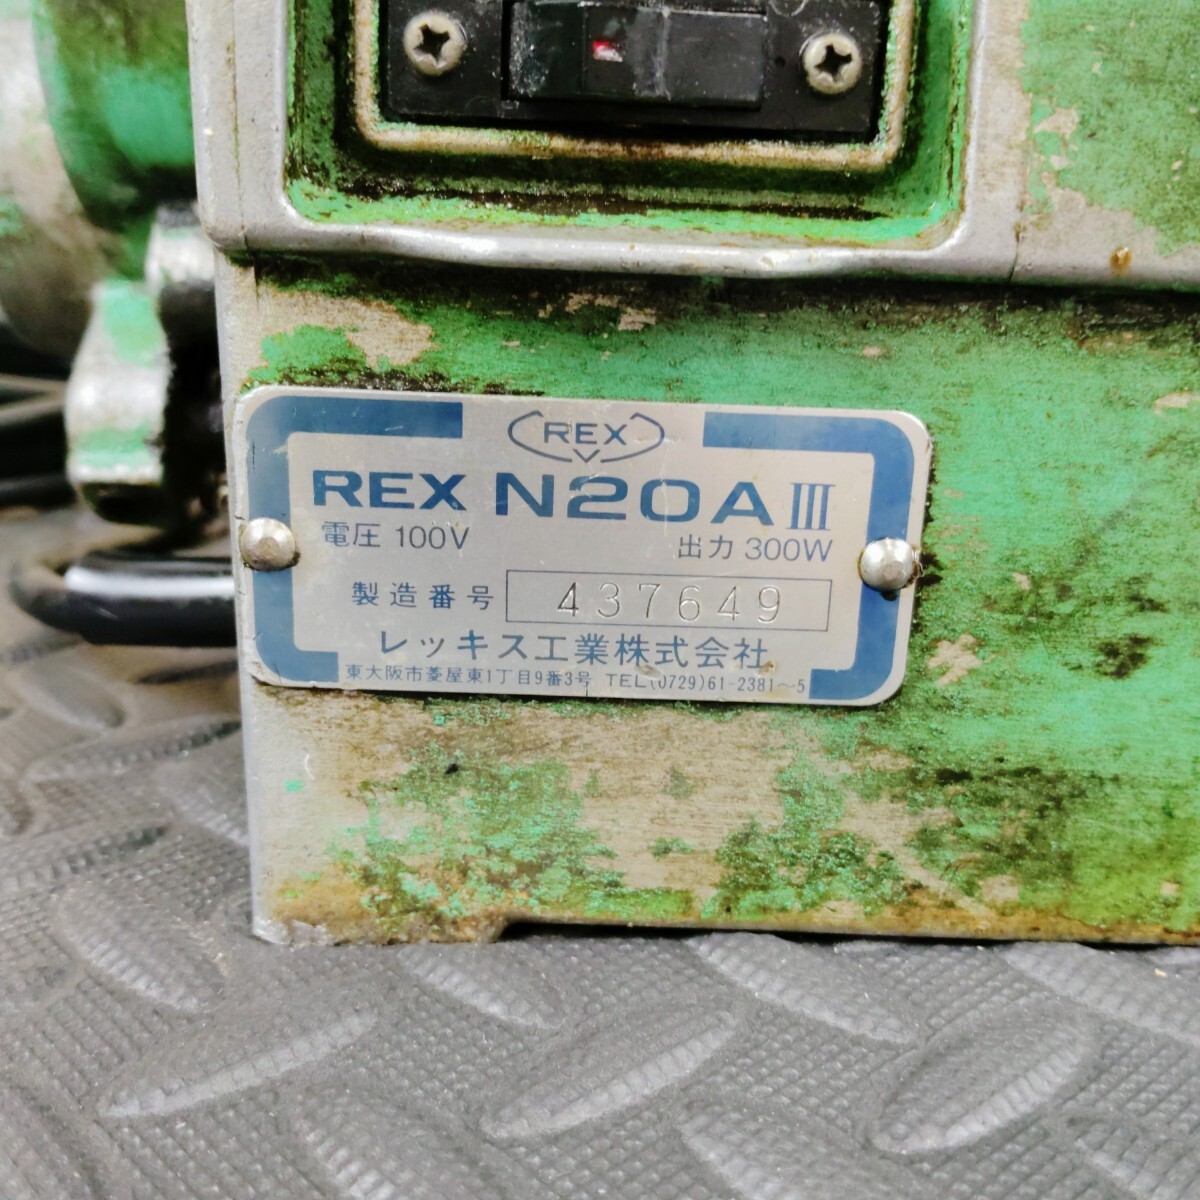 REX
REX N20A III
電圧 100V 出力 300W
製造番号 437649
レッキス工業株式会社
東大阪市菱屋東1丁目9番3号 TEL(0729)61-2381~5